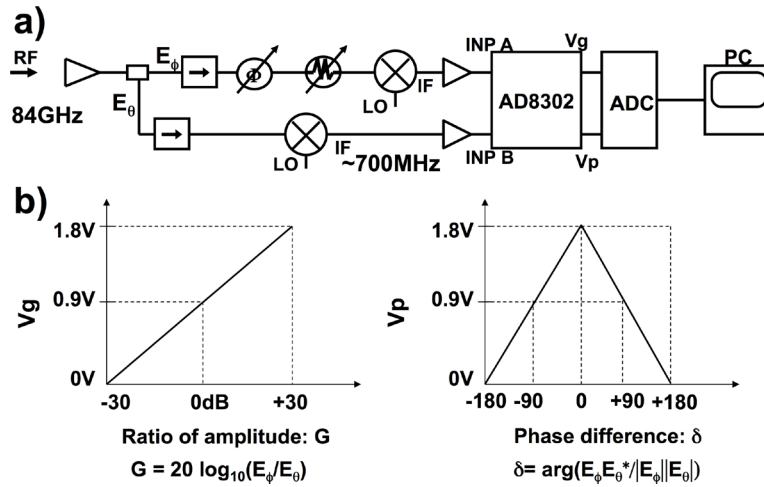 a)
RF
84GHz
Eϕ
Eθ
Φ
LO
IF
INP A
Vg
AD8302
ADC
PC
LO
IF
~700MHz
INP B
Vp
b)
1.8V
0.9V
0V
Vg
-30
0dB
+30
Ratio of amplitude: G
G = 20 log10(Eϕ/Eθ)
1.8V
0.9V
0V
Vp
-180
-90
0
+90
+180
Phase difference: δ
δ= arg(EϕEθ*/|Eϕ||Eθ|)